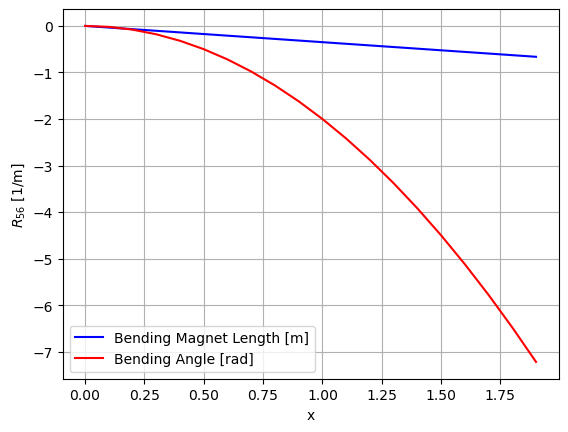 0
−1
−2
−3
−4
−5
−6
−7
R₅₆ [1/m]
Bending Magnet Length [m]
Bending Angle [rad]
0.00 0.25 0.50 0.75 1.00 1.25 1.50 1.75
x